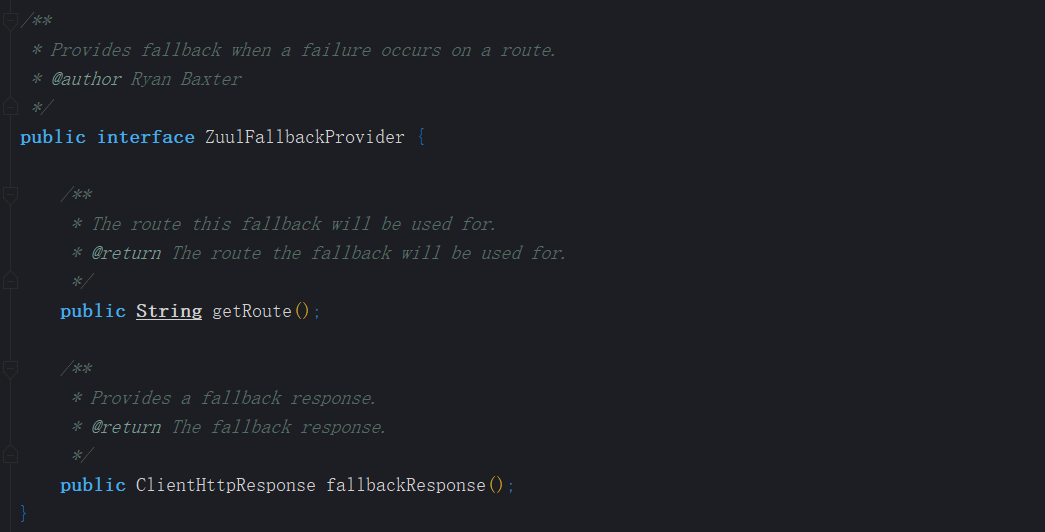 /**
 * Provides fallback when a failure occurs on a route.
 * @author Ryan Baxter
 */
public interface ZuulFallbackProvider {
    /**
     * The route this fallback will be used for.
     * @return The route the fallback will be used for.
     */
    public String getRoute();
    /**
     * Provides a fallback response.
     * @return The fallback response.
     */
    public ClientHttpResponse fallbackResponse();
}